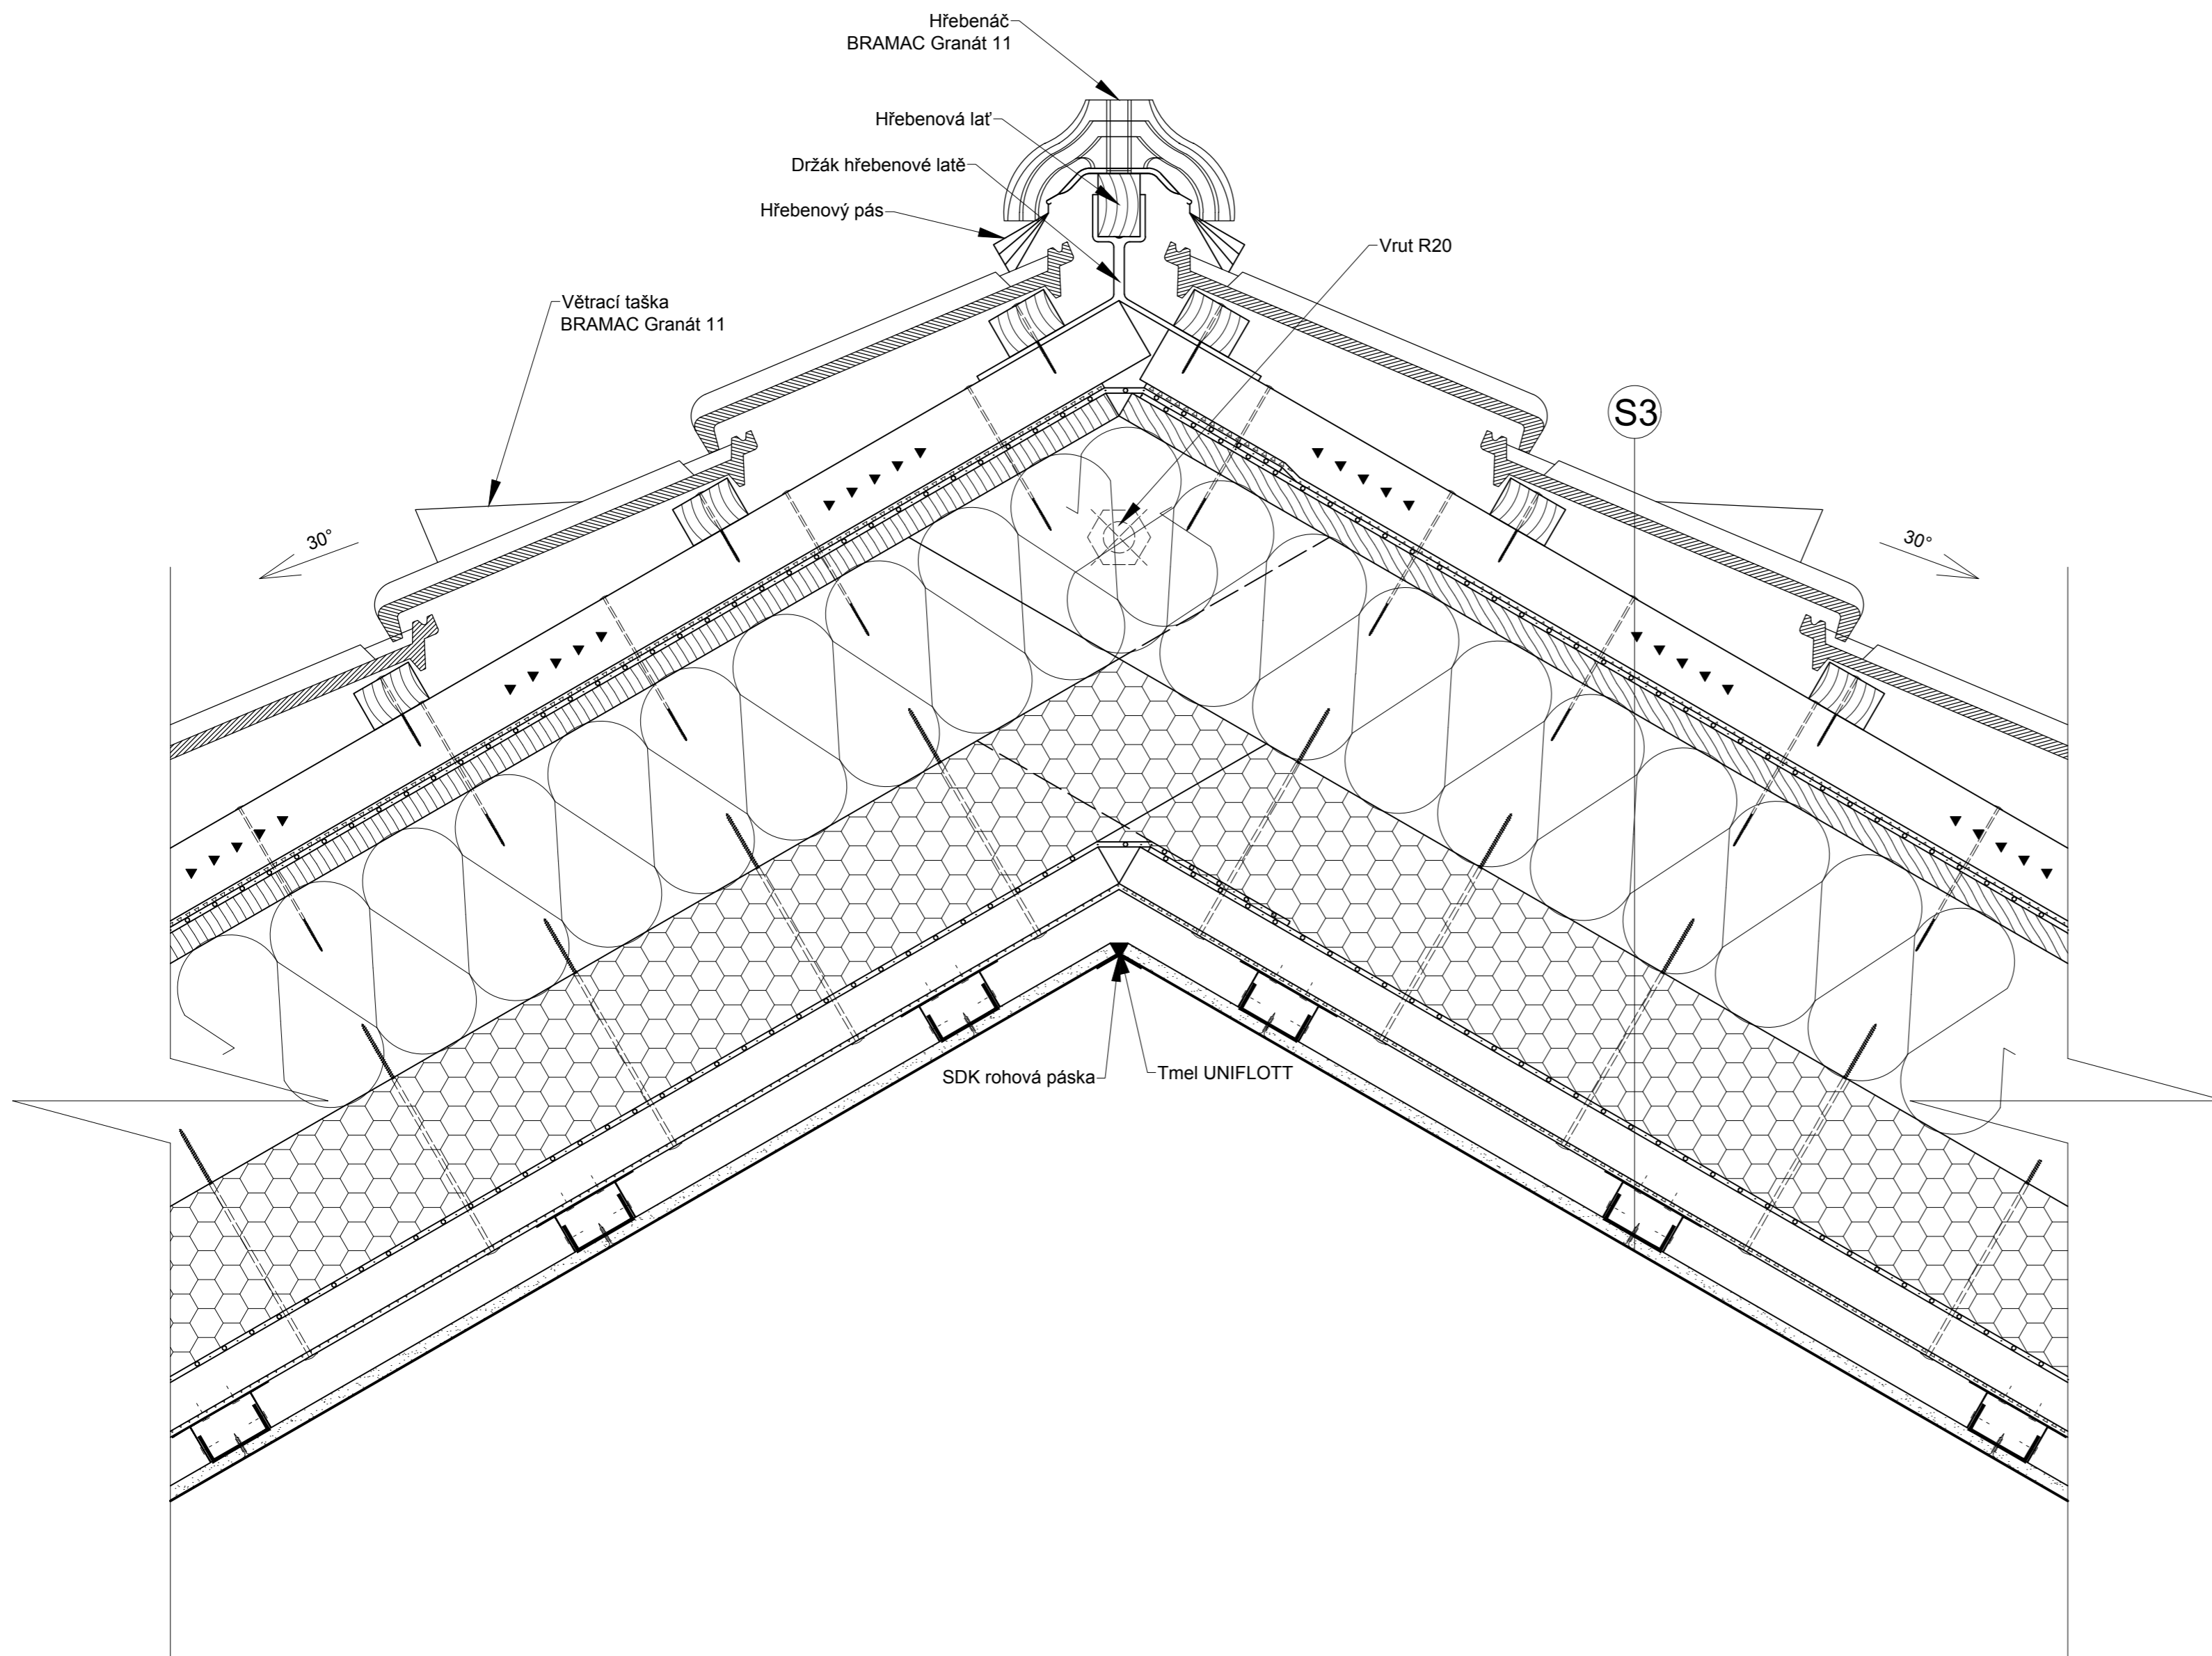 Hřebenáč
BRAMAC Granát 11
Hřebenová lať
Držák hřebenové latě
Hřebenový pás
Vrut R20
Větrací taška
BRAMAC Granát 11
S3
30°
30°
SDK rohová páska
Tmel UNIFLOTT